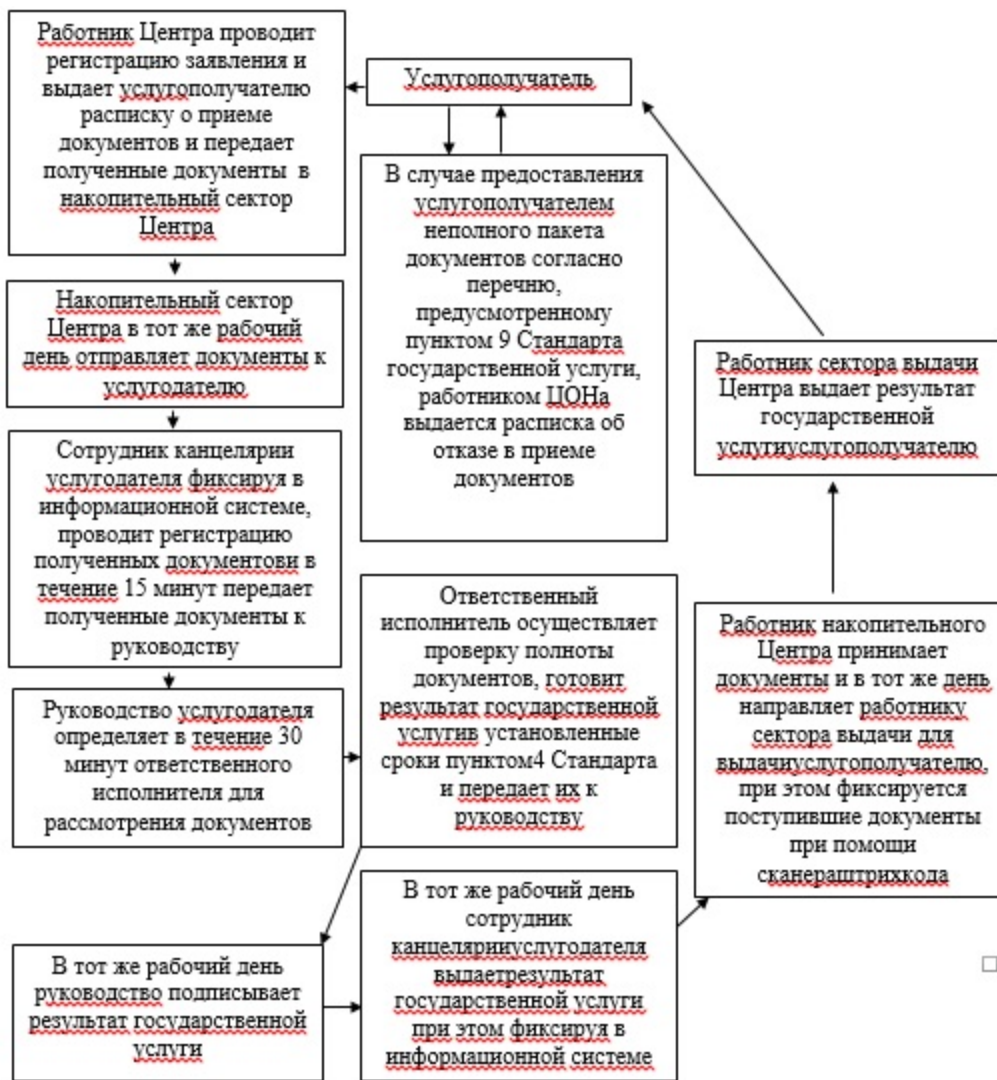 Работник Центра проводит
регистрацию заявления и
выдает услугополучателю
расписку о приеме
документов и передает
полученные документы в
накопительный сектор
Центра
Услугополучатель
В случае предоставления
услугополучателем
неполного пакета
документов согласно
перечню,
предусмотренному
пунктом 9 Стандарта
государственной услуги,
работником ЦОНа
выдается расписка об
отказе в приеме
документов
Накопительный сектор
Центра в тот же рабочий
день отправляет документы к
услугодателю
Сотрудник канцелярии
услугодателя фиксируя в
информационной системе,
проводит регистрацию
полученных документови в
течение 15 минут передает
полученные документы к
руководству
Руководство услугодателя
определяет в течение 30
минут ответственного
исполнителя для
рассмотрения документов
Ответственный
исполнитель осуществляет
проверку полноты
документов, готовит
результат государственной
услугив установленные
сроки пунктом4 Стандарта
и передает их к
руководству
В тот же рабочий день
руководство подписывает
результат государственной
услуги
В тот же рабочий день
сотрудник
канцелярииуслугодателя
выдаетрезультат
государственной услуги
при этом фиксируя в
информационной системе
Работник накопительного
Центра принимает
документы и в тот же день
направляет работнику
сектора выдачи для
выдачиуслугополучателю,
при этом фиксируется
поступившие документы
при помощи
сканераштрихкода
Работник сектора выдачи
Центра выдает результат
государственной
услугиуслугополучателю